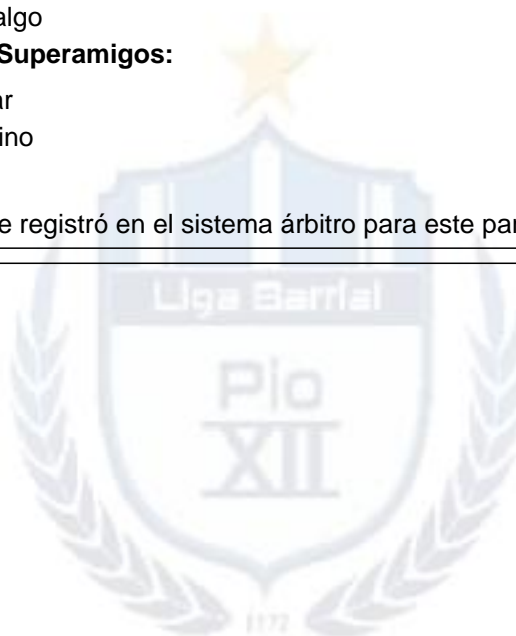 algo
Superamigos:
ar
ino
e registró en el sistema árbitro para este par
Liga Barrial
Pio
XII